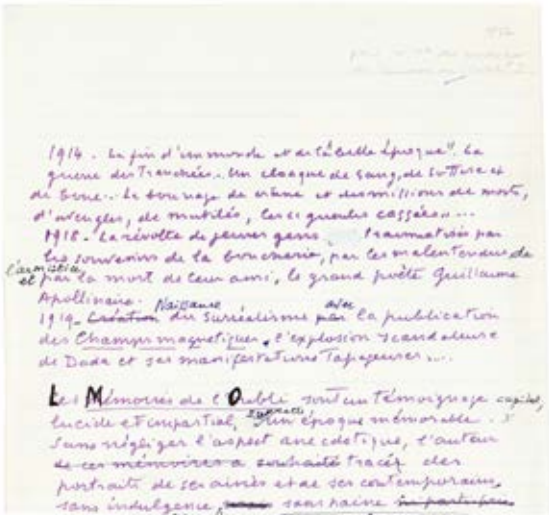 1914 - La fin d'un monde et de la "Belle Époque". La
guerre des Tranchées. Un cloaque de sang, de sottise et
de boue. Le bourrage de crâne et des millions de morts,
d'aveugles, de mutilés, les "gueules cassées"...
1918 - La révolte de jeunes gens traumatisés par
les souvenirs de la boucherie, par les malentendus de
l'armistice et par la mort de leur ami, le grand poète Guillaume
Apollinaire.
1919 - Création Naissance du Surréalisme par avec la publication
des Champs magnétiques, l'explosion scandaleuse
de Dada et ses manifestations tapageuses....
Les Mémoires de l'Oubli sont un témoignage capital,
lucide et impartial, une époque mémorable.
Sans négliger l'aspect anecdotique, l'auteur
de ces mémoires a souhaité tracer des
portraits de ses aînés et de ses contemporains,
sans indulgence, sans haine ni parti pris